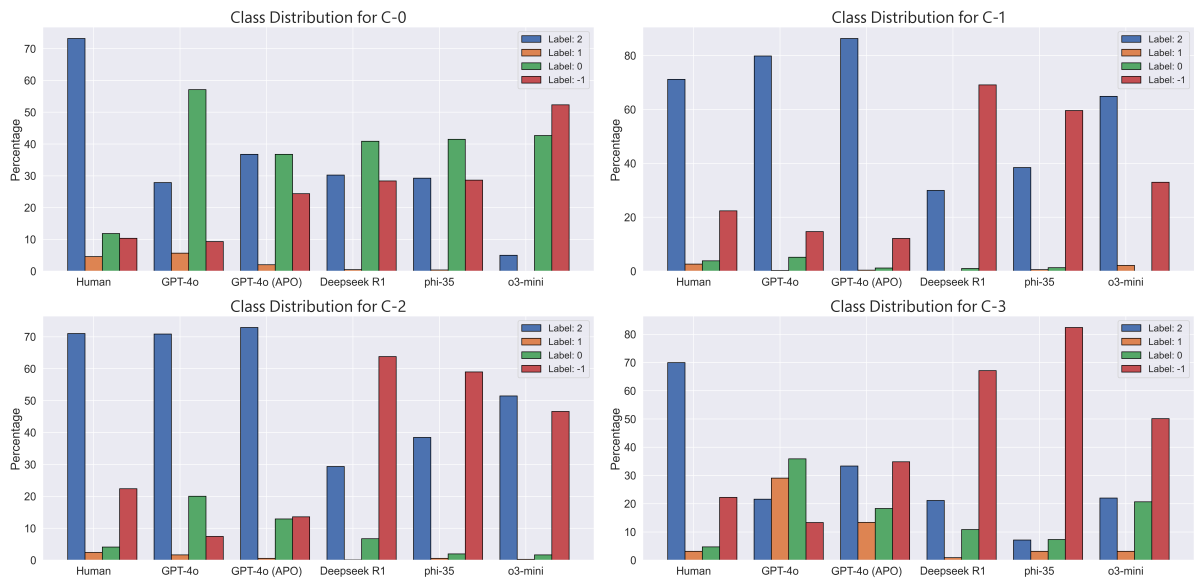 Class Distribution for C-0
Percentage
70
60
50
40
30
20
10
0
Label: 2
Label: 1
Label: 0
Label: -1
Human GPT-4o GPT-4o (APO) Deepseek R1 phi-35 o3-mini
Class Distribution for C-1
Percentage
80
60
40
20
0
Label: 2
Label: 1
Label: 0
Label: -1
Human GPT-4o GPT-4o (APO) Deepseek R1 phi-35 o3-mini
Class Distribution for C-2
Percentage
70
60
50
40
30
20
10
0
Label: 2
Label: 1
Label: 0
Label: -1
Human GPT-4o GPT-4o (APO) Deepseek R1 phi-35 o3-mini
Class Distribution for C-3
Percentage
80
70
60
50
40
30
20
10
0
Label: 2
Label: 1
Label: 0
Label: -1
Human GPT-4o GPT-4o (APO) Deepseek R1 phi-35 o3-mini